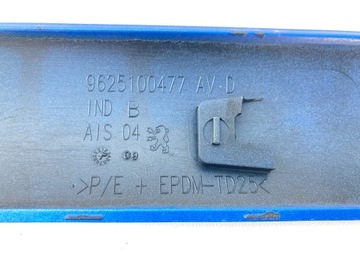 9625100477 AV-D
IND B
AIS 04
99
>P/E + EPDM-TD25<